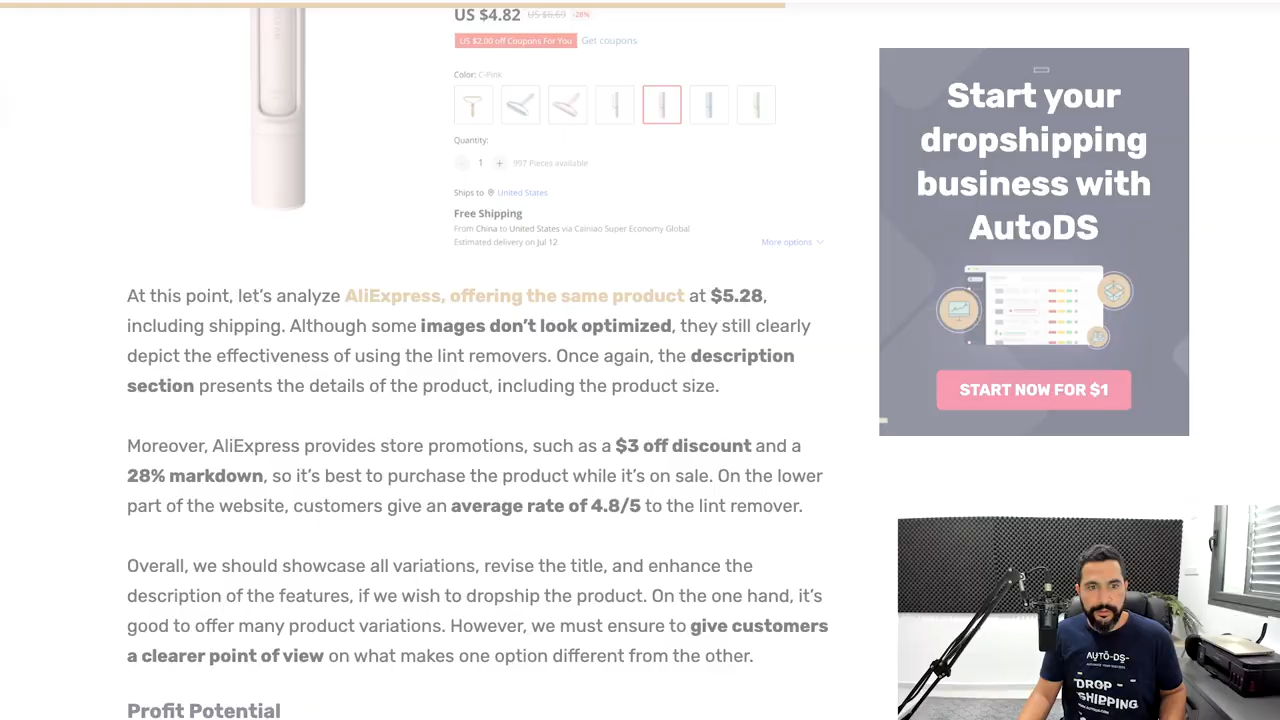 US $4.82 US $6.69 -28%
US $2.00 off Coupons For You Get coupons
Color: C-Pink
Quantity:
1 + 997 Pieces available
Ships to United States
Free Shipping
From China to United States via Cainiao Super Economy Global
Estimated delivery on Jul 12 More options
At this point, let's analyze AliExpress, offering the same product at $5.28,
including shipping. Although some images don't look optimized, they still clearly
depict the effectiveness of using the lint removers. Once again, the description
section presents the details of the product, including the product size.
Moreover, AliExpress provides store promotions, such as a $3 off discount and a
28% markdown, so it's best to purchase the product while it's on sale. On the lower
part of the website, customers give an average rate of 4.8/5 to the lint remover.
Overall, we should showcase all variations, revise the title, and enhance the
description of the features, if we wish to dropship the product. On the one hand, it's
good to offer many product variations. However, we must ensure to give customers
a clearer point of view on what makes one option different from the other.
Profit Potential
Start your
dropshipping
business with
AutoDS
START NOW FOR $1
AUTO-DS
DROP
SHIPPING